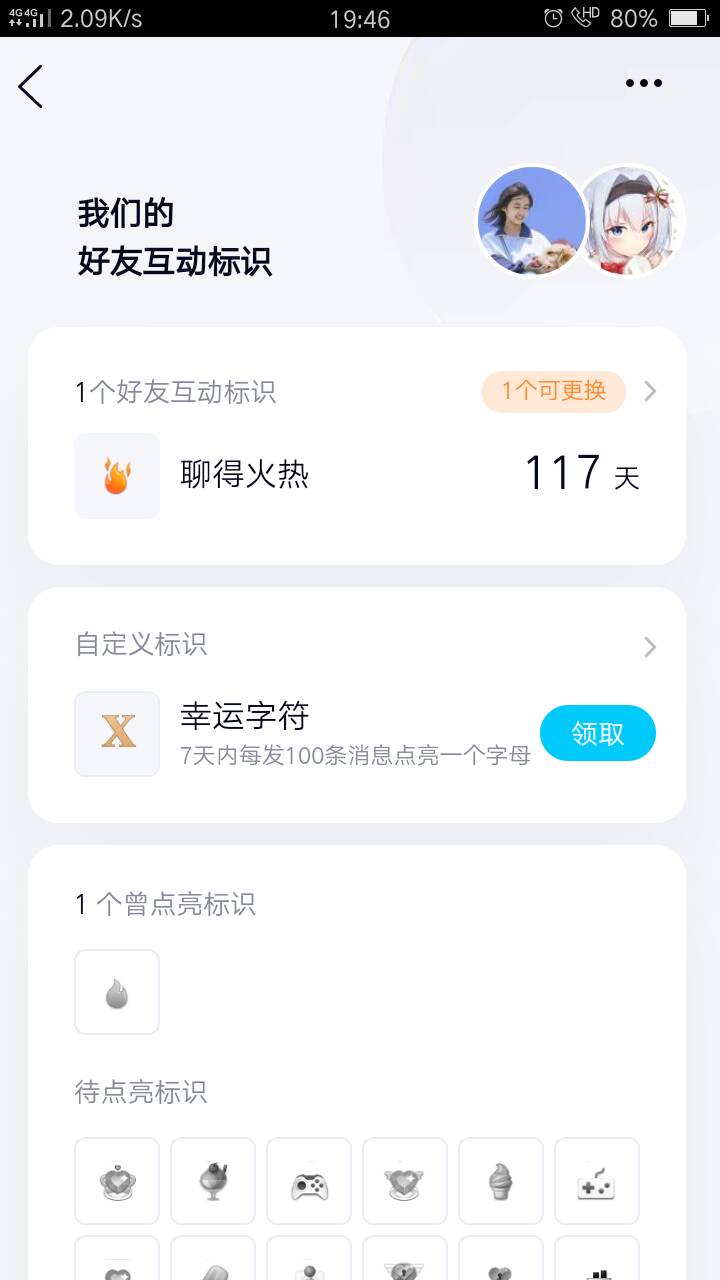 4G 4G 2.09K/s 19:46 HD 80%
我们的
好友互动标识
1个好友互动标识 1个可更换
聊得火热 117 天
自定义标识
X 幸运字符
7天内每发100条消息点亮一个字母 领取
1 个曾点亮标识
待点亮标识